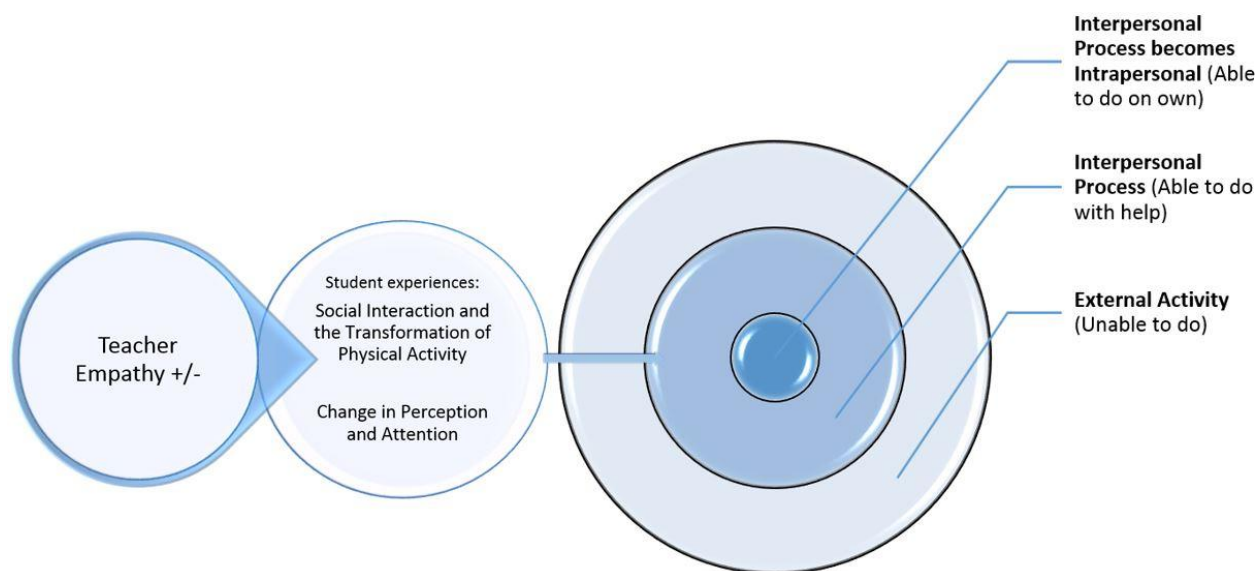 Teacher
Empathy +/-
Student experiences:
Social Interaction and
the Transformation of
Physical Activity
Change in Perception
and Attention
Interpersonal
Process becomes
Intrapersonal (Able
to do on own)
Interpersonal
Process (Able to do
with help)
External Activity
(Unable to do)